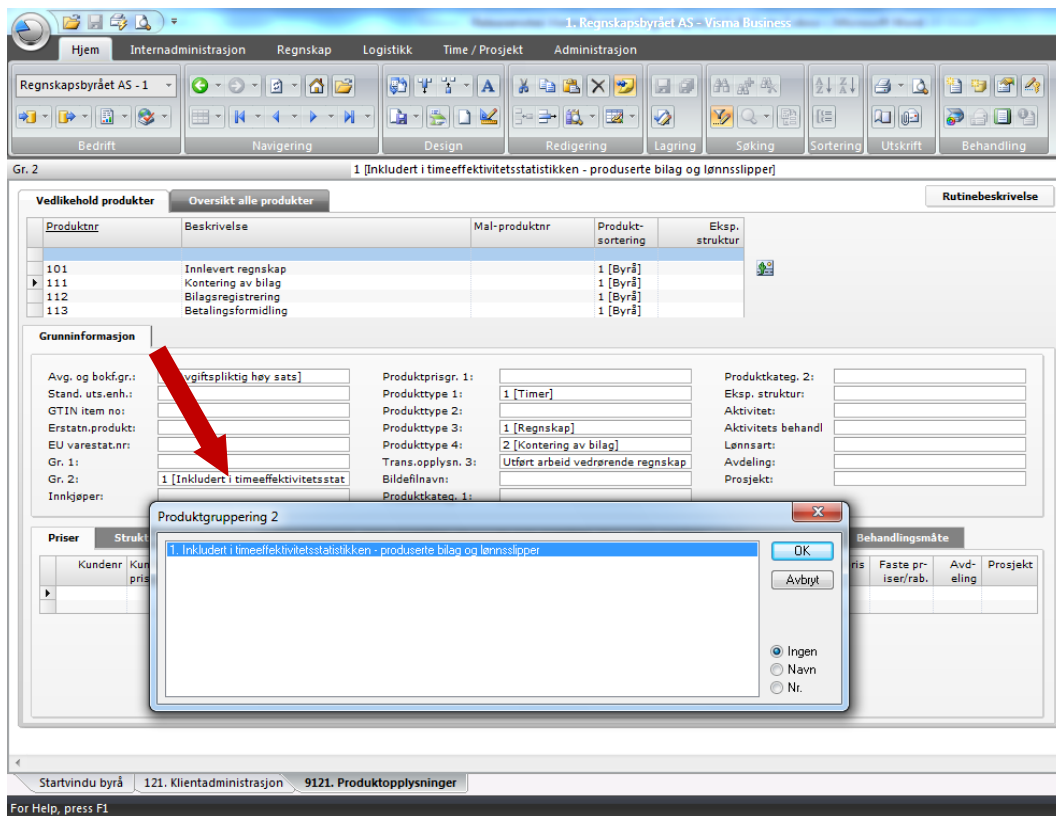 1. Regnskapsbyrået AS - Visma Business
Hjem Internadministrasjon Regnskap Logistikk Time / Prosjekt Administrasjon
Regnskapsbyrået AS - 1
Bedrift Navigering Design Redigering Lagring Søking Sortering Utskrift Behandling
Gr. 2 1 [Inkludert i timeeffektivitetsstatistikken - produserte bilag og lønnsslipper]
Vedlikehold produkter Oversikt alle produkter Rutinebeskrivelse
Produktnr Beskrivelse Mal-produktnr Produkt-sortering Eksp. struktur
101 Innlevert regnskap 1 [Byrå]
111 Kontering av bilag 1 [Byrå]
112 Bilagsregistrering 1 [Byrå]
113 Betalingsformidling 1 [Byrå]
Grunninformasjon
Avg. og bokf.gr.: vgiftspliktig høy sats] Produktprisgr. 1: Produktkateg. 2:
Stand. uts.enh.: Produkttype 1: 1 [Timer] Eksp. struktur:
GTIN item no: Produkttype 2: Aktivitet:
Erstatn.produkt: Produkttype 3: 1 [Regnskap] Aktivitets behandl
EU varestat.nr: Produkttype 4: 2 [Kontering av bilag] Lønnsart:
Gr. 1: Trans.opplysn. 3: Utført arbeid vedrørende regnskap Avdeling:
Gr. 2: 1 [Inkludert i timeeffektivitetsstat Bildefilnavn: Prosjekt:
Innkjøper: Produktkateg. 1:
Produktgruppering 2
1. Inkludert i timeeffektivitetsstatistikken - produserte bilag og lønnsslipper
OK
Avbryt
Ingen
Navn
Nr.
Priser Strukt Behandlingsmåte
Kundenr Kun pris ris Faste pr-iser/rab. Avd-eling Prosjekt
Startvindu byrå 121. Klientadministrasjon 9121. Produktopplysninger
For Help, press F1